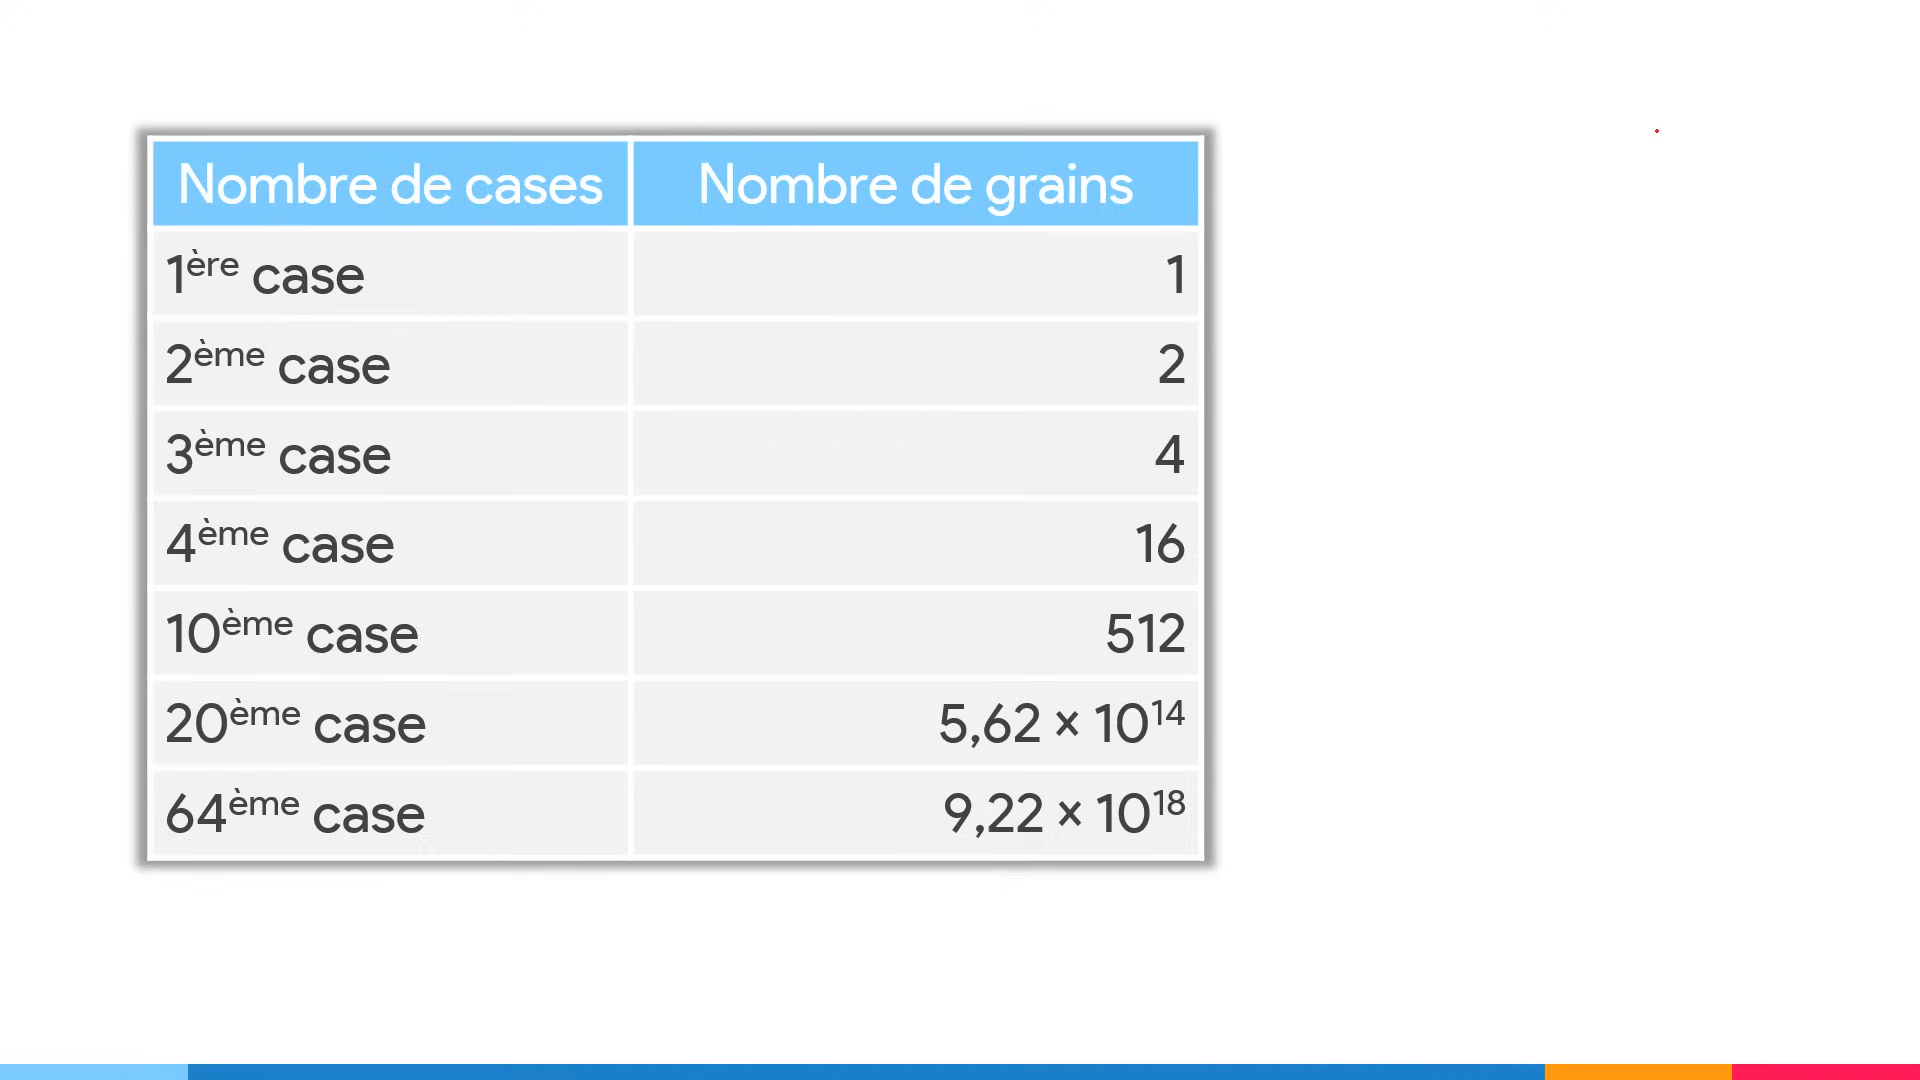 Nombre de cases Nombre de grains
1ère case 1
2ème case 2
3ème case 4
4ème case 16
10ème case 512
20ème case 5,62 × 10¹⁴
64ème case 9,22 × 10¹⁸